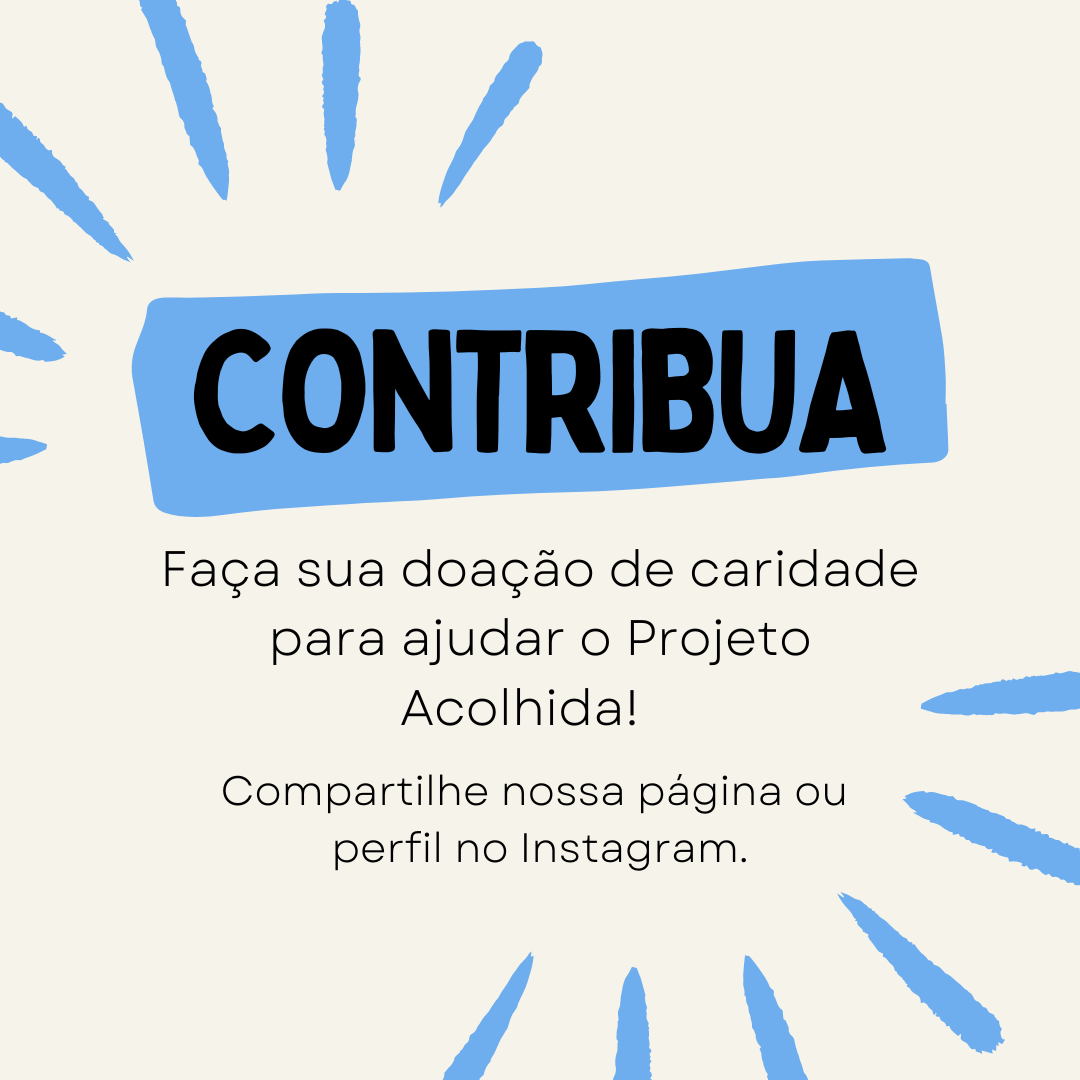 CONTRIBUA
Faça sua doação de caridade
para ajudar o Projeto
Acolhida!
Compartilhe nossa página ou
perfil no Instagram.